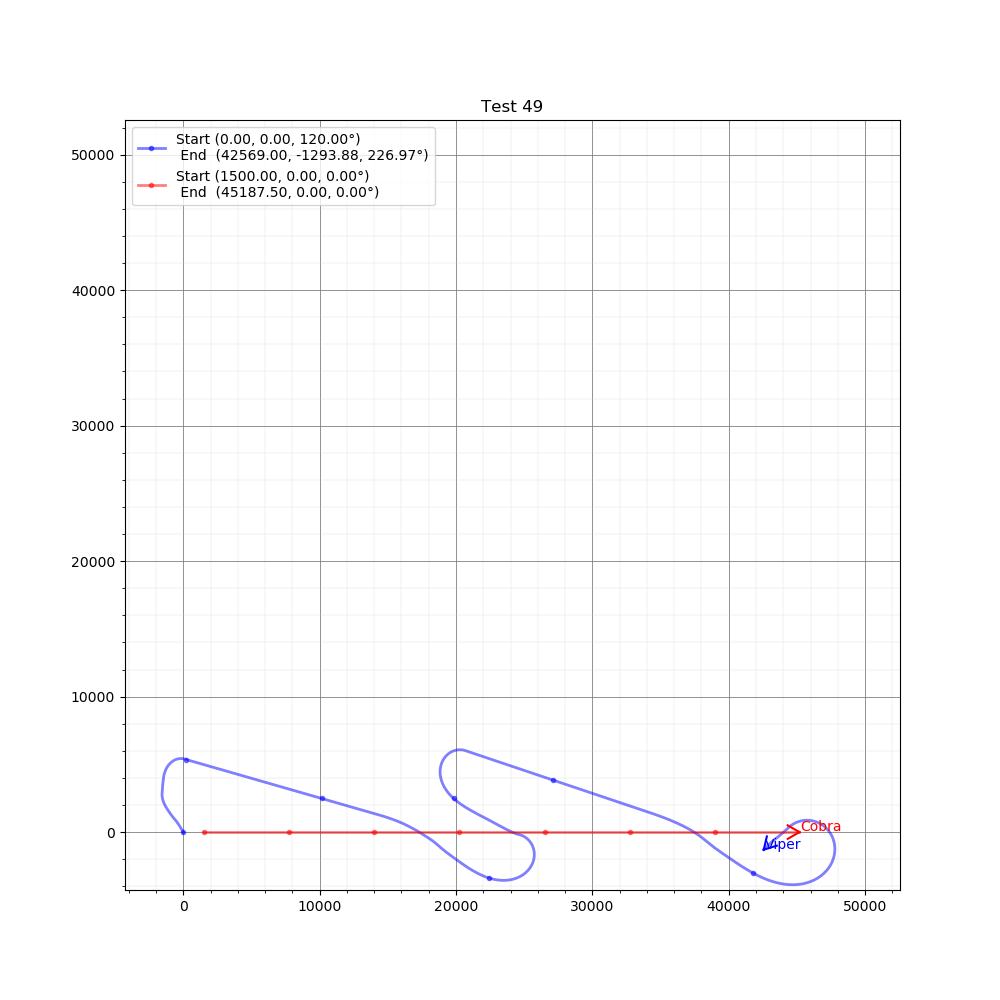 Test 49
Start (0.00, 0.00, 120.00°)
End (42569.00, -1293.88, 226.97°)
Start (1500.00, 0.00, 0.00°)
End (45187.50, 0.00, 0.00°)
50000
40000
30000
20000
10000
0
Cobra
Viper
0 10000 20000 30000 40000 50000